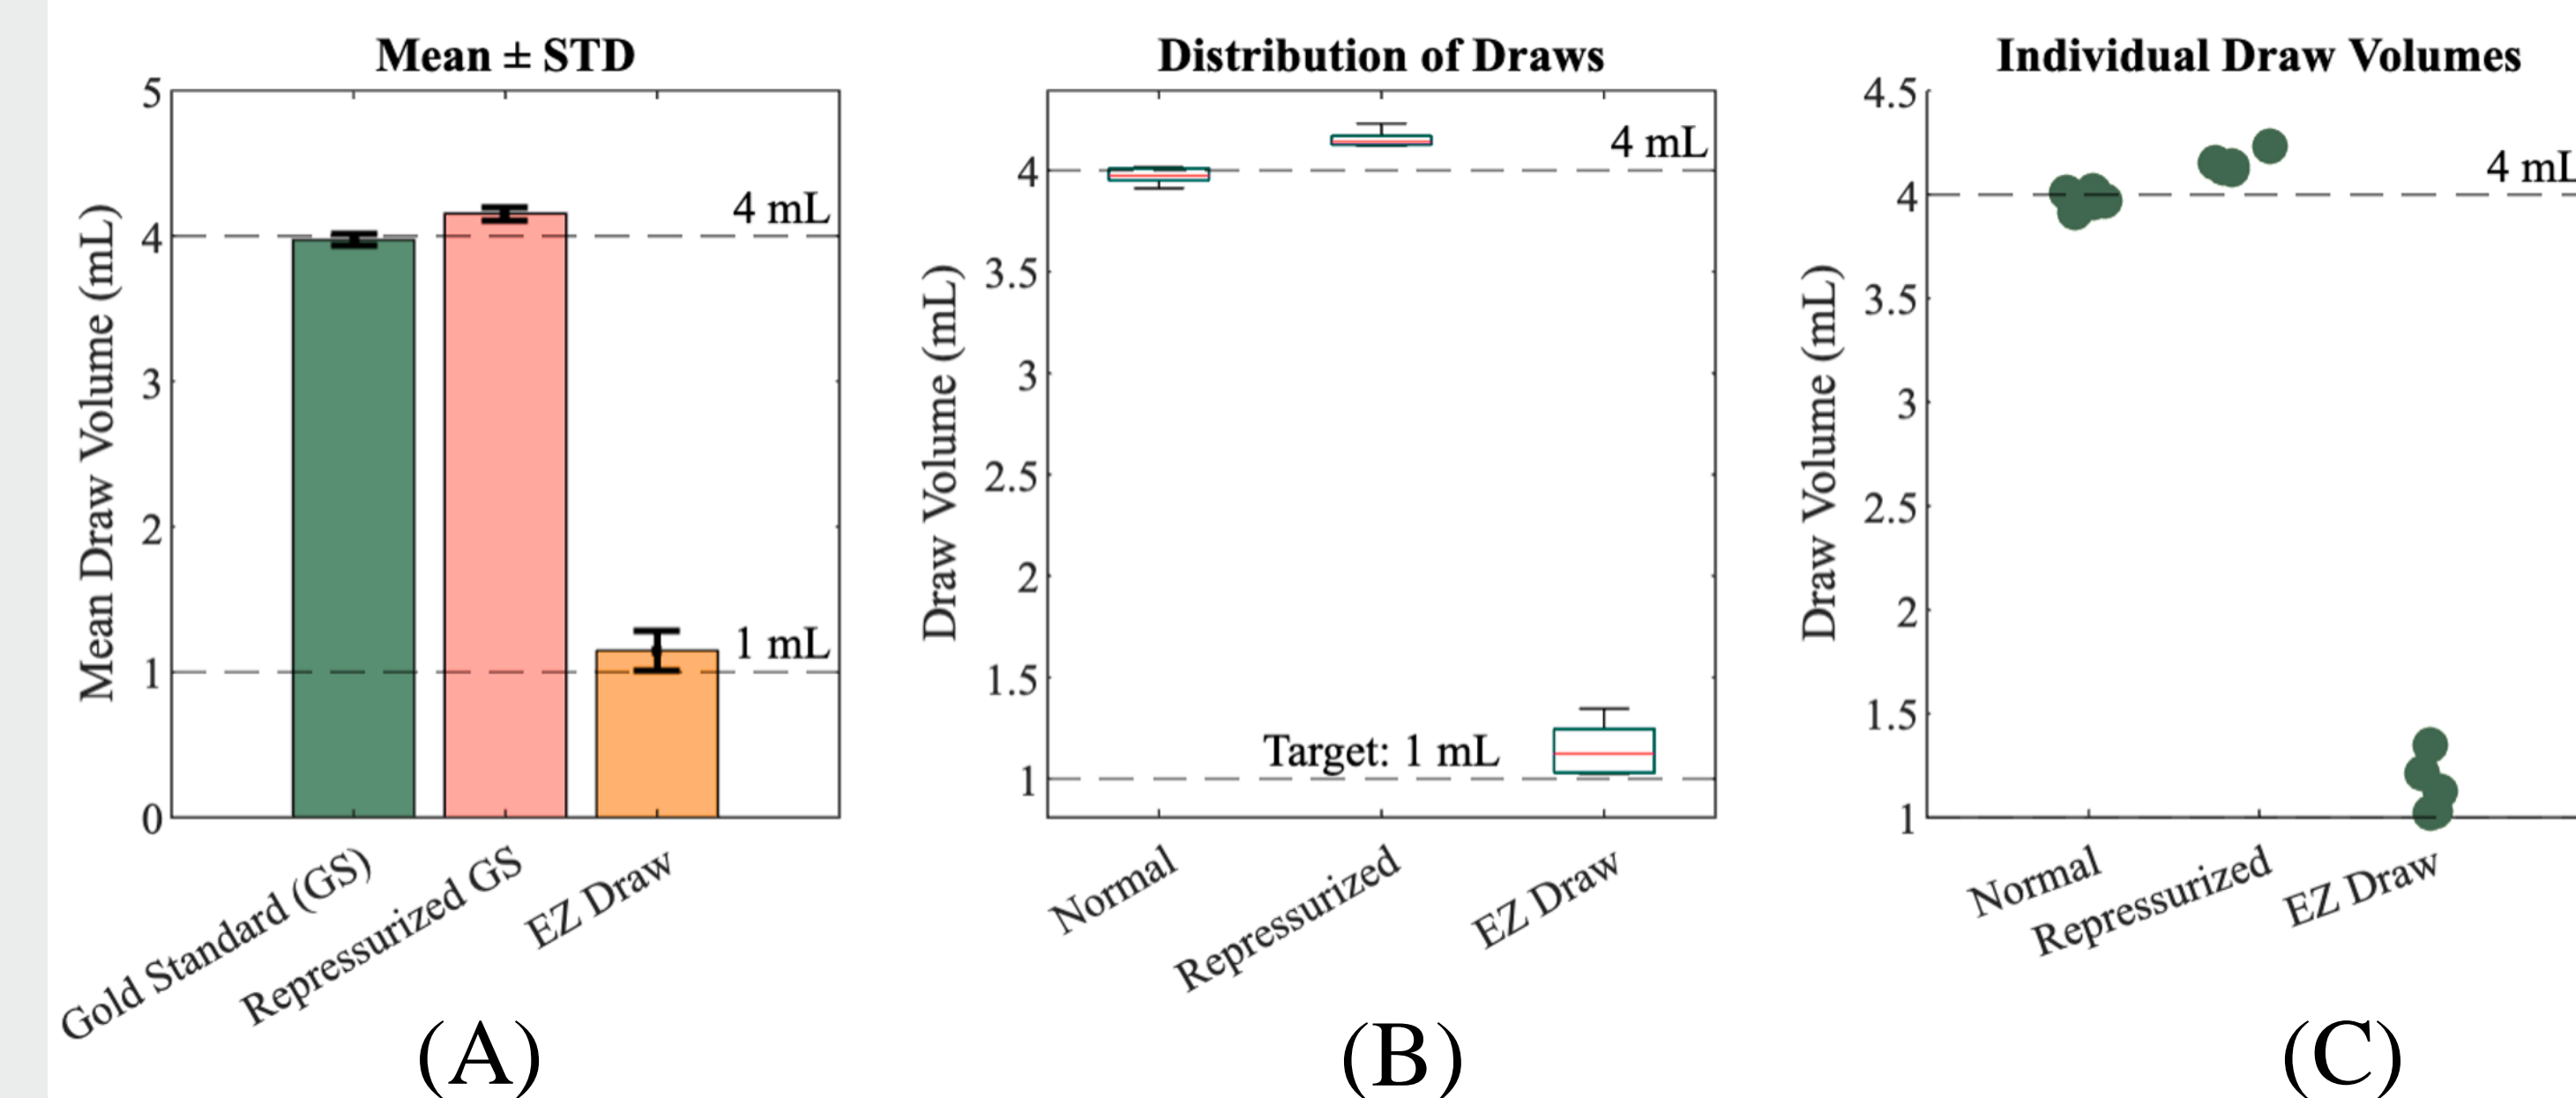 Mean ± STD
5
4
3
2
1
0
Mean Draw Volume (mL)
4 mL
1 mL
Gold Standard (GS)
Repressurized GS
EZ Draw
(A)
Distribution of Draws
4
3.5
3
2.5
2
1.5
1
Draw Volume (mL)
4 mL
Target: 1 mL
Normal
Repressurized
EZ Draw
(B)
Individual Draw Volumes
4.5
4
3.5
3
2.5
2
1.5
1
Draw Volume (mL)
4 mL
Normal
Repressurized
EZ Draw
(C)